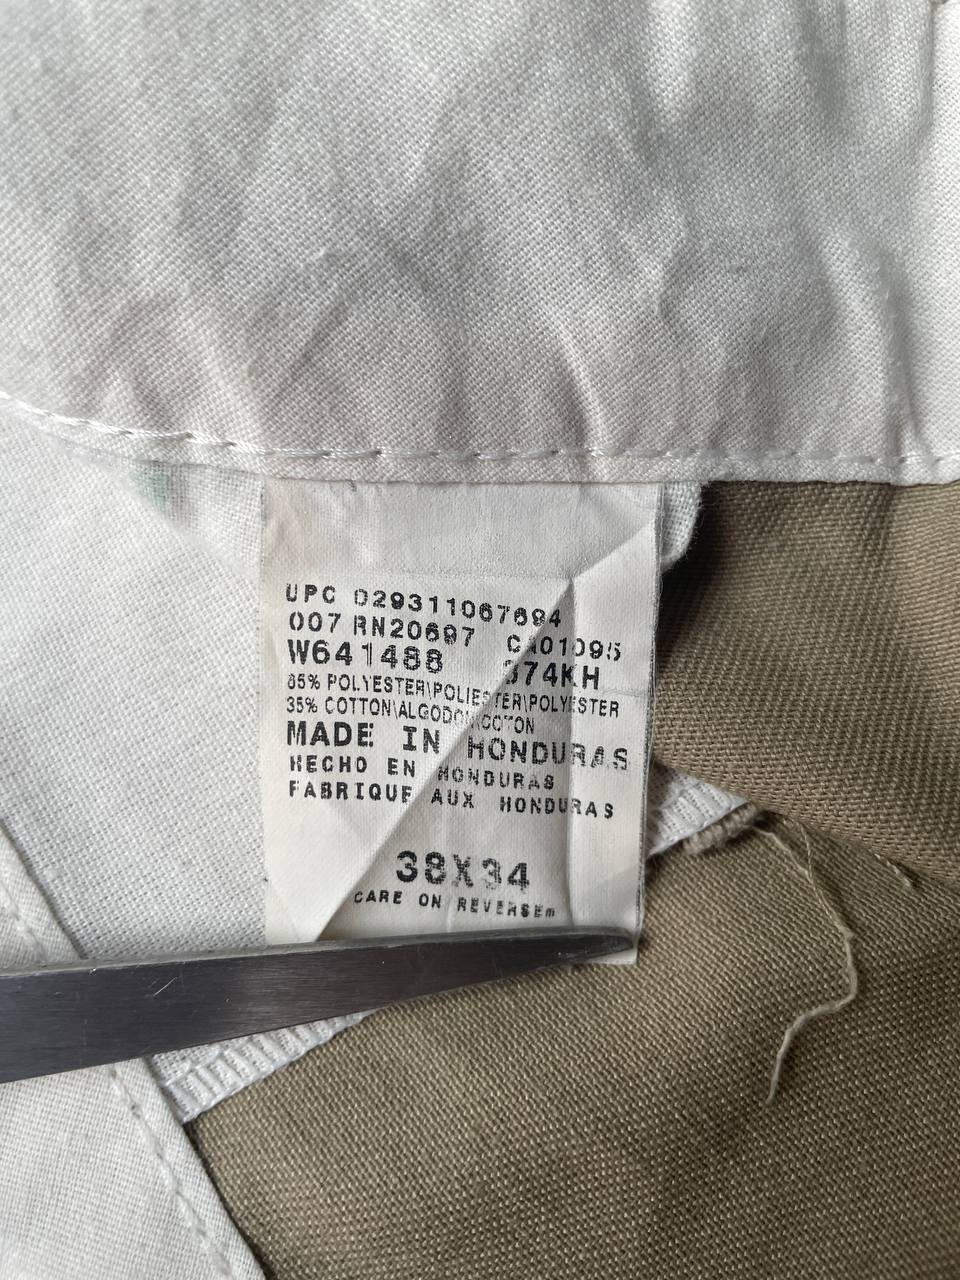 UPC 029311067694
007 RN20697 CA01095
W641488 874KH
65% POLYESTER\POLIESTER\POLYESTER
35% COTTON\ALGODON\COTON
MADE IN HONDURAS
HECHO EN HONDURAS
FABRIQUE AUX HONDURAS
38X34
CARE ON REVERSE